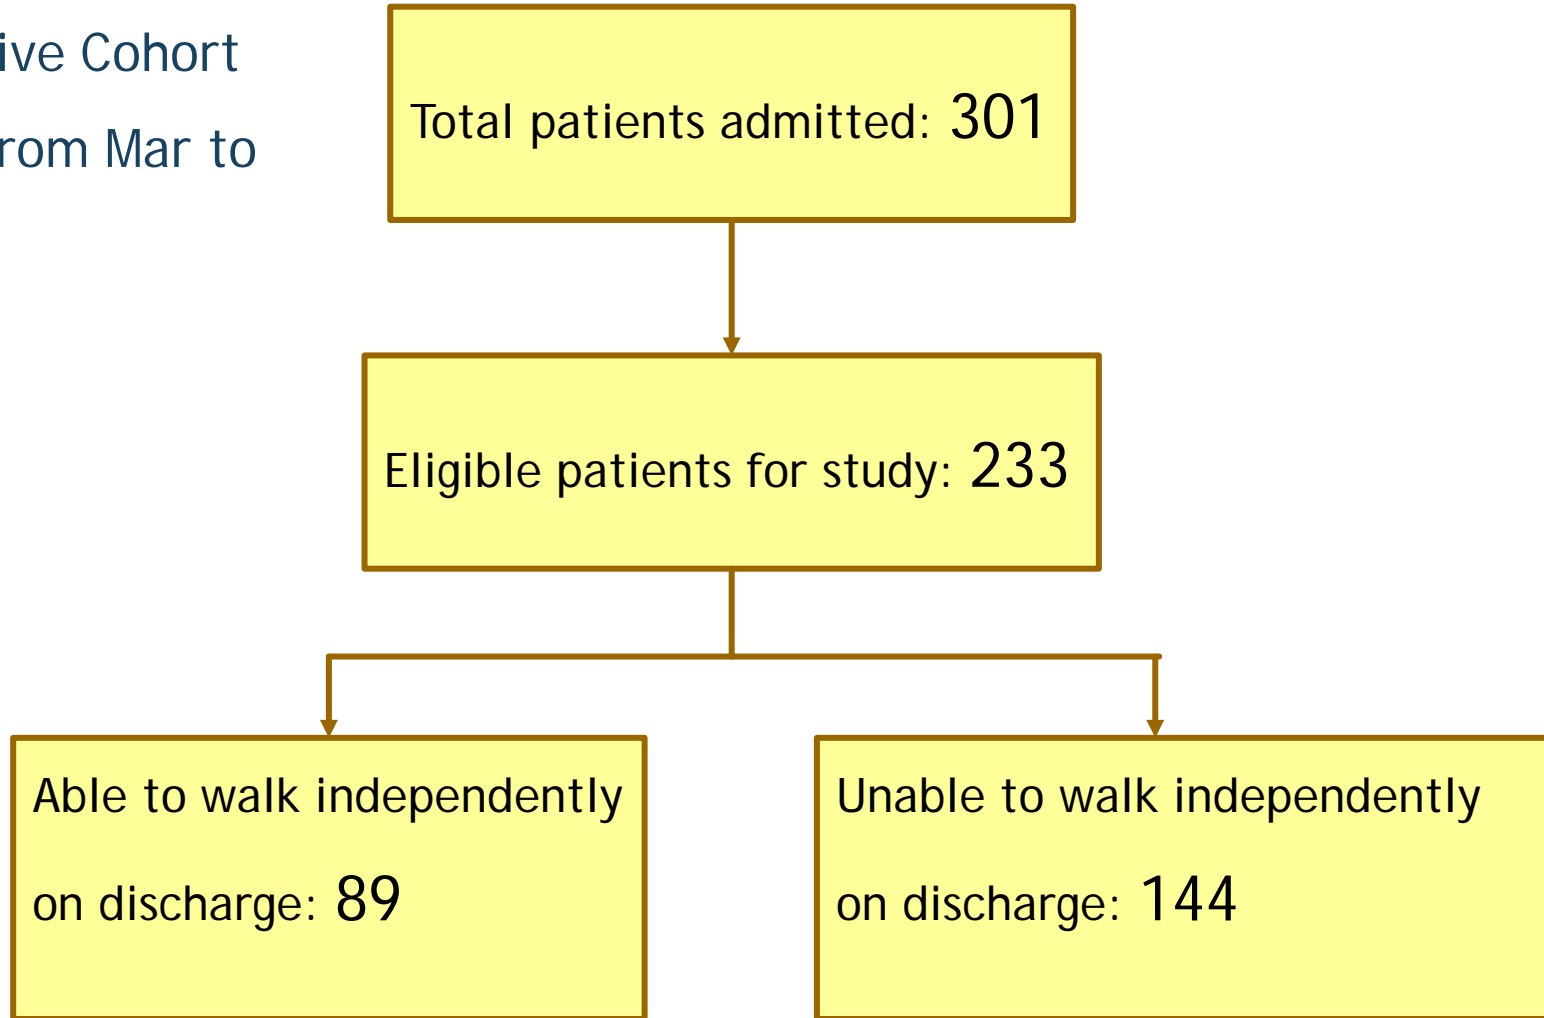 ive Cohort
rom Mar to
Total patients admitted: 301
Eligible patients for study: 233
Able to walk independently
on discharge: 89
Unable to walk independently
on discharge: 144